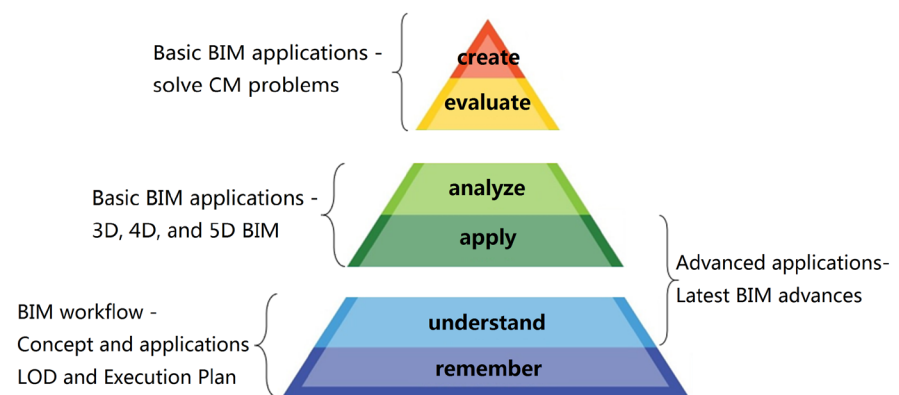 Basic BIM applications -
solve CM problems
create
evaluate
Basic BIM applications -
3D, 4D, and 5D BIM
analyze
apply
Advanced applications-
Latest BIM advances
BIM workflow -
Concept and applications
LOD and Execution Plan
understand
remember